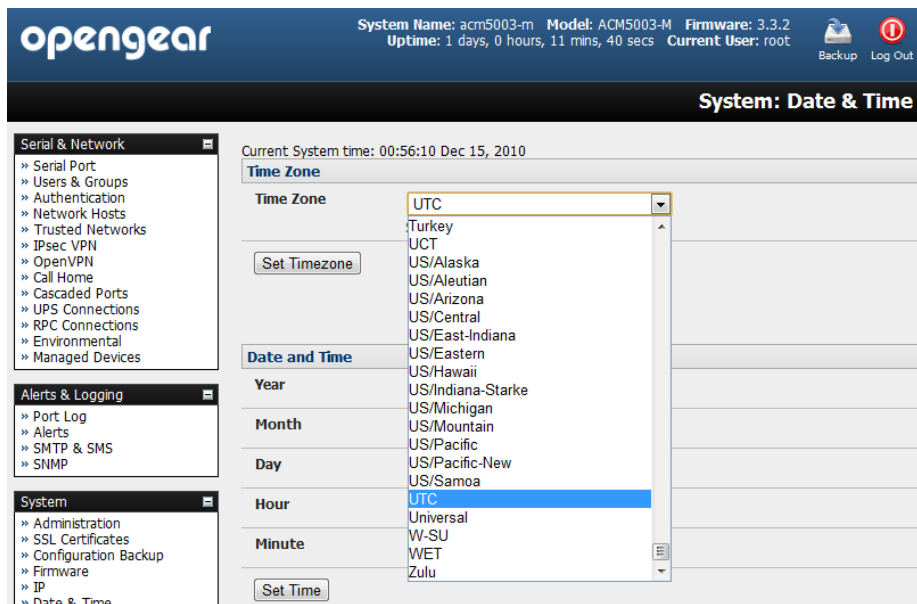 opengear
System Name: acm5003-m Model: ACM5003-M Firmware: 3.3.2
Uptime: 1 days, 0 hours, 11 mins, 40 secs Current User: root
Backup
Log Out
System: Date & Time
Serial & Network
» Serial Port
» Users & Groups
» Authentication
» Network Hosts
» Trusted Networks
» IPsec VPN
» OpenVPN
» Call Home
» Cascaded Ports
» UPS Connections
» RPC Connections
» Environmental
» Managed Devices
Alerts & Logging
» Port Log
» Alerts
» SMTP & SMS
» SNMP
System
» Administration
» SSL Certificates
» Configuration Backup
» Firmware
» IP
» Date & Time
Current System time: 00:56:10 Dec 15, 2010
Time Zone
Time Zone
UTC
Turkey
UCT
US/Alaska
US/Aleutian
US/Arizona
US/Central
US/East-Indiana
US/Eastern
US/Hawaii
US/Indiana-Starke
US/Michigan
US/Mountain
US/Pacific
US/Pacific-New
US/Samoa
UTC
Universal
W-SU
WET
Zulu
Set Timezone
Date and Time
Year
Month
Day
Hour
Minute
Set Time